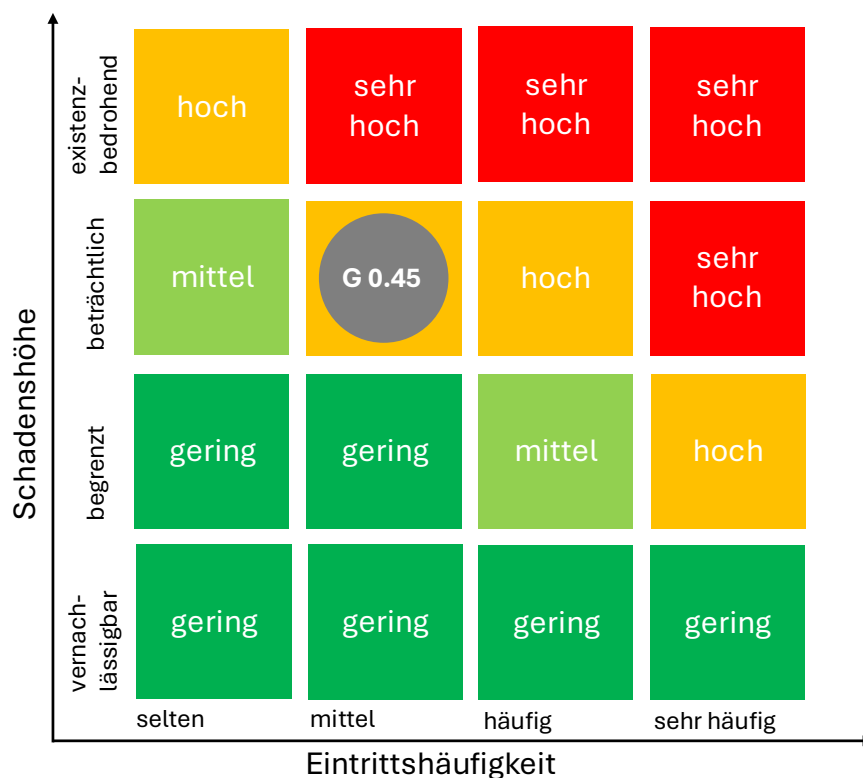 Schadenshöhe
existenz-
bedrohend
hoch
sehr
hoch
sehr
hoch
sehr
hoch
beträchtlich
mittel
G 0.45
hoch
sehr
hoch
begrenzt
gering
gering
mittel
hoch
vernach-
lässigbar
gering
gering
gering
gering
selten
mittel
häufig
sehr häufig
Eintrittshäufigkeit